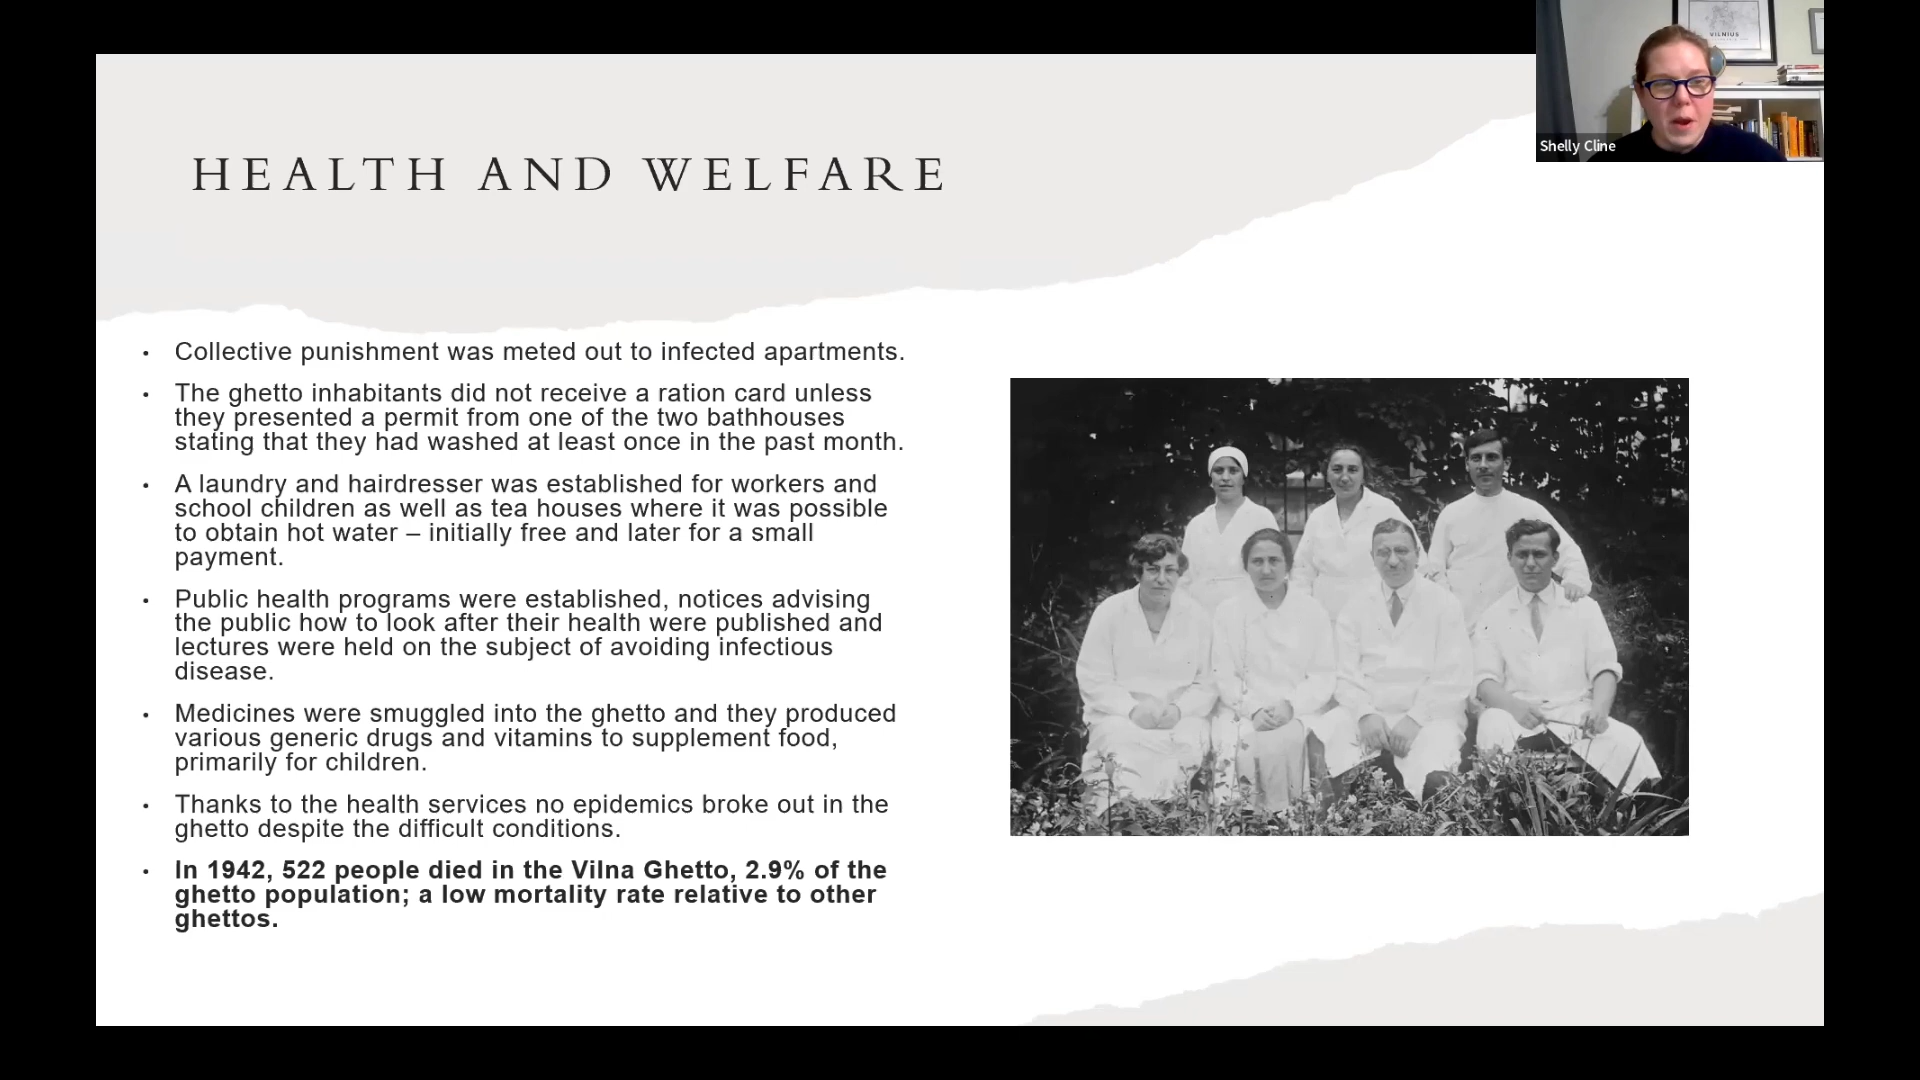 VILNIUS
Shelly Cline
HEALTH AND WELFARE
• Collective punishment was meted out to infected apartments.
• The ghetto inhabitants did not receive a ration card unless
they presented a permit from one of the two bathhouses
stating that they had washed at least once in the past month.
• A laundry and hairdresser was established for workers and
school children as well as tea houses where it was possible
to obtain hot water – initially free and later for a small
payment.
• Public health programs were established, notices advising
the public how to look after their health were published and
lectures were held on the subject of avoiding infectious
disease.
• Medicines were smuggled into the ghetto and they produced
various generic drugs and vitamins to supplement food,
primarily for children.
• Thanks to the health services no epidemics broke out in the
ghetto despite the difficult conditions.
• In 1942, 522 people died in the Vilna Ghetto, 2.9% of the
ghetto population; a low mortality rate relative to other
ghettos.